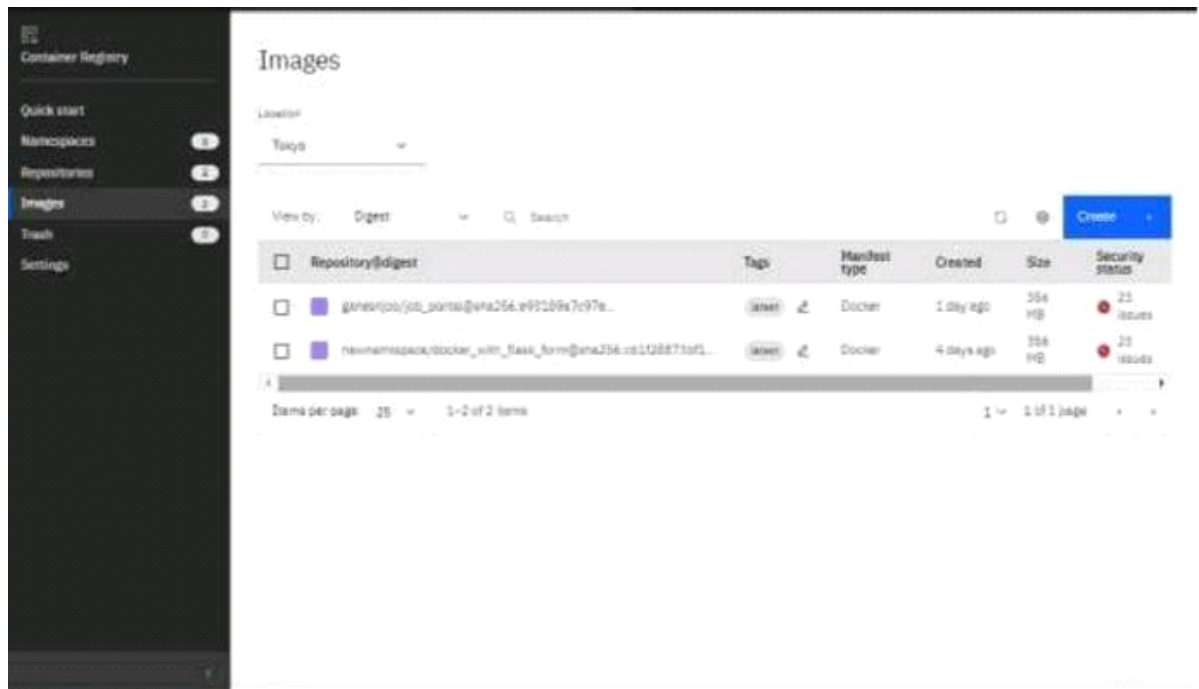 Container Registry
Quick start
Namespaces
Repositories 2
Images 2
Trash
Settings
Images
Location
Tokyo
View by: Digest Search Create +
Repository@digest Tags Manifest type Created Size Security status
latest Docker 1 day ago 356 MB 23 issues
latest Docker 4 days ago 356 MB 23 issues
Items per page 25 1–2 of 2 items 1 1 of 1 page